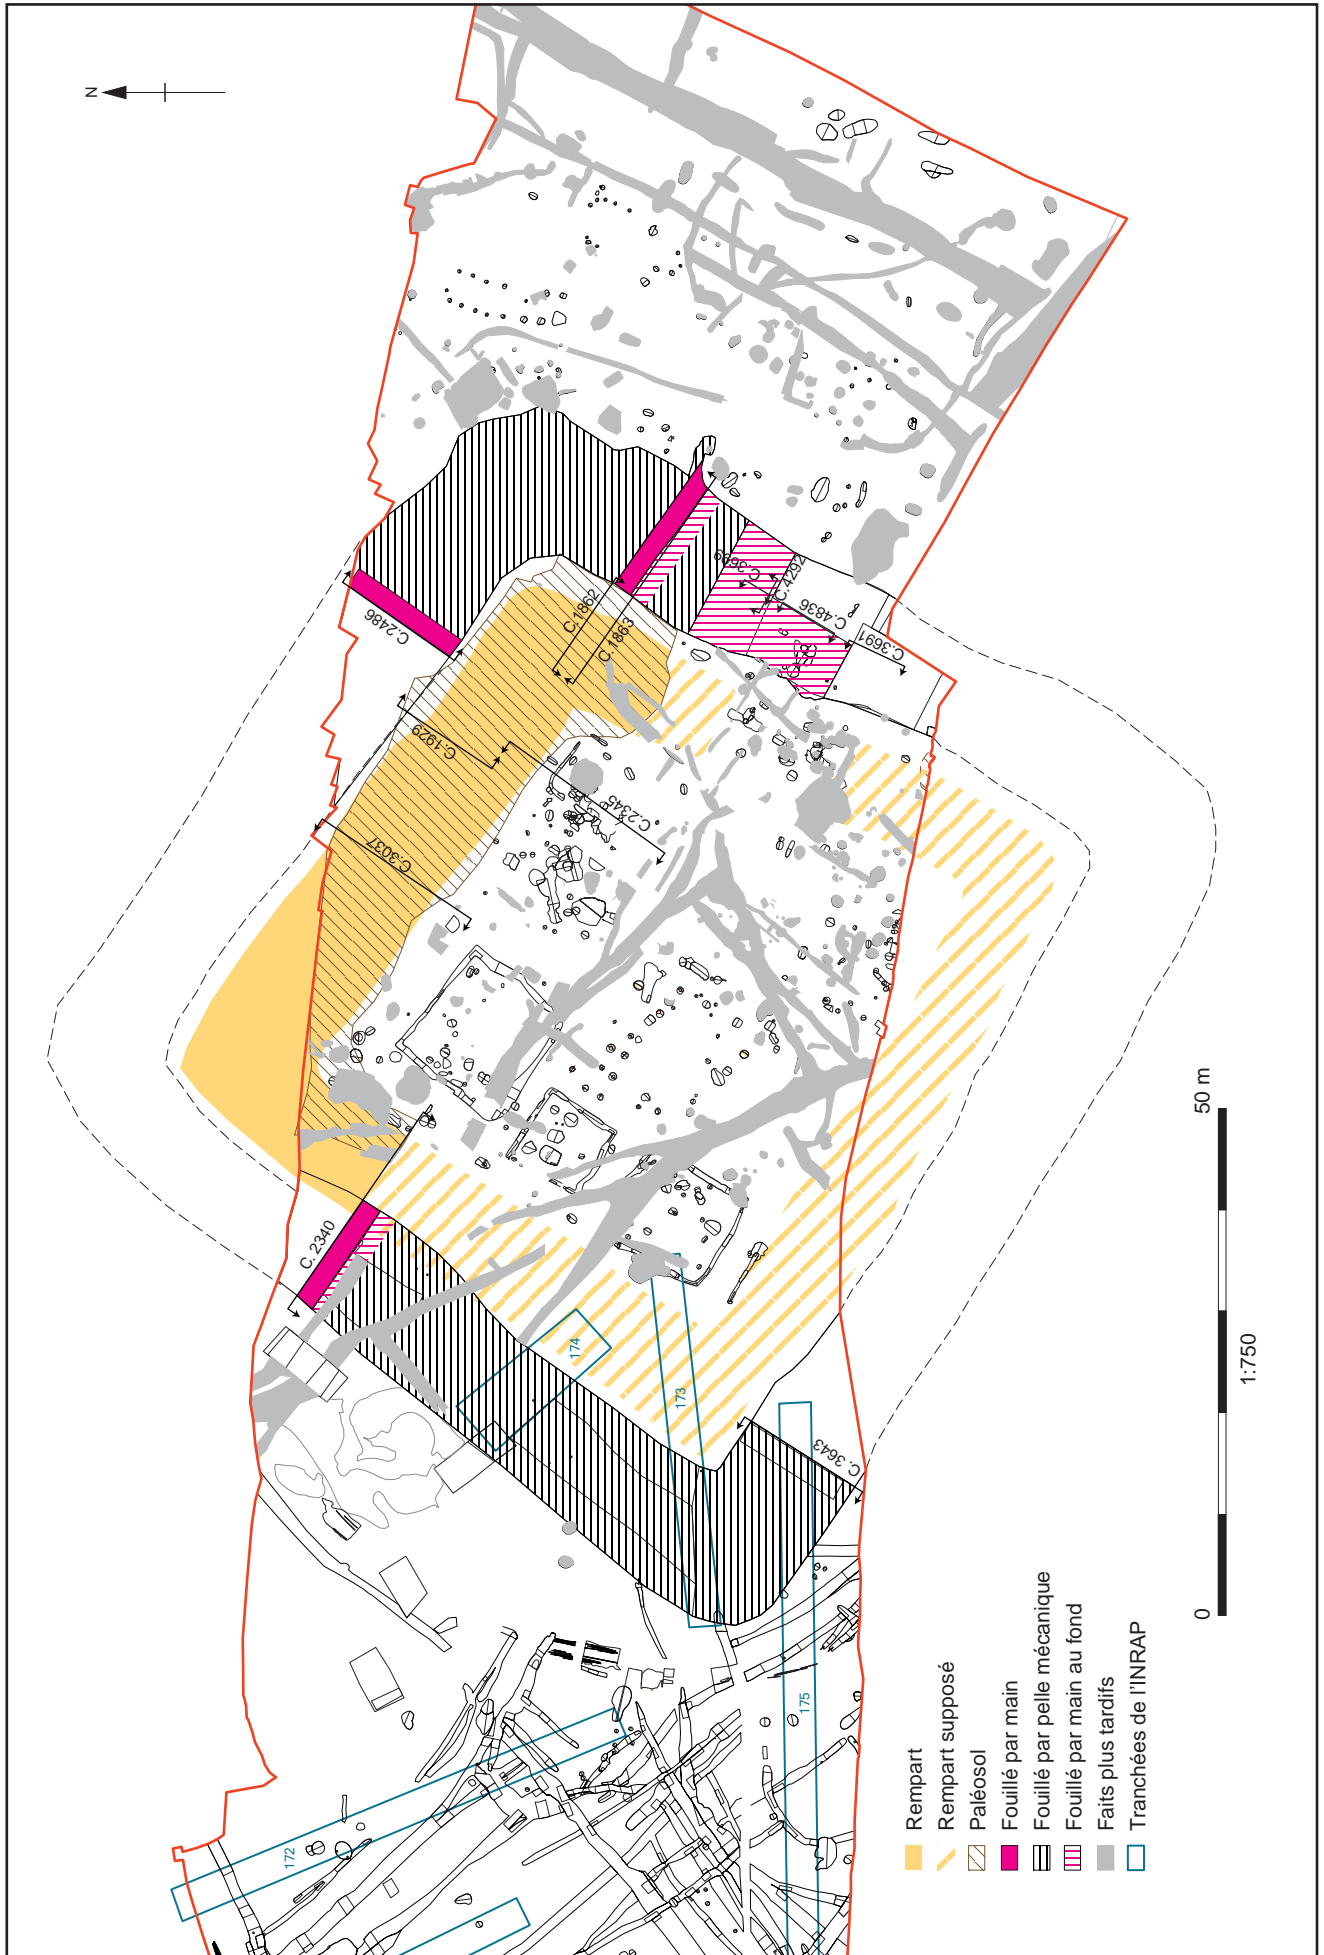 N
C.2486
C.1862
C.1863
C.3699
C.4292
C.4836
C.3691
C.1929
C.2345
C.3037
C. 2340
174
173
C. 3643
175
172
0
50 m
1:750
Rempart
Rempart supposé
Paléosol
Fouillé par main
Fouillé par pelle mécanique
Fouillé par main au fond
Faits plus tardifs
Tranchées de l'INRAP